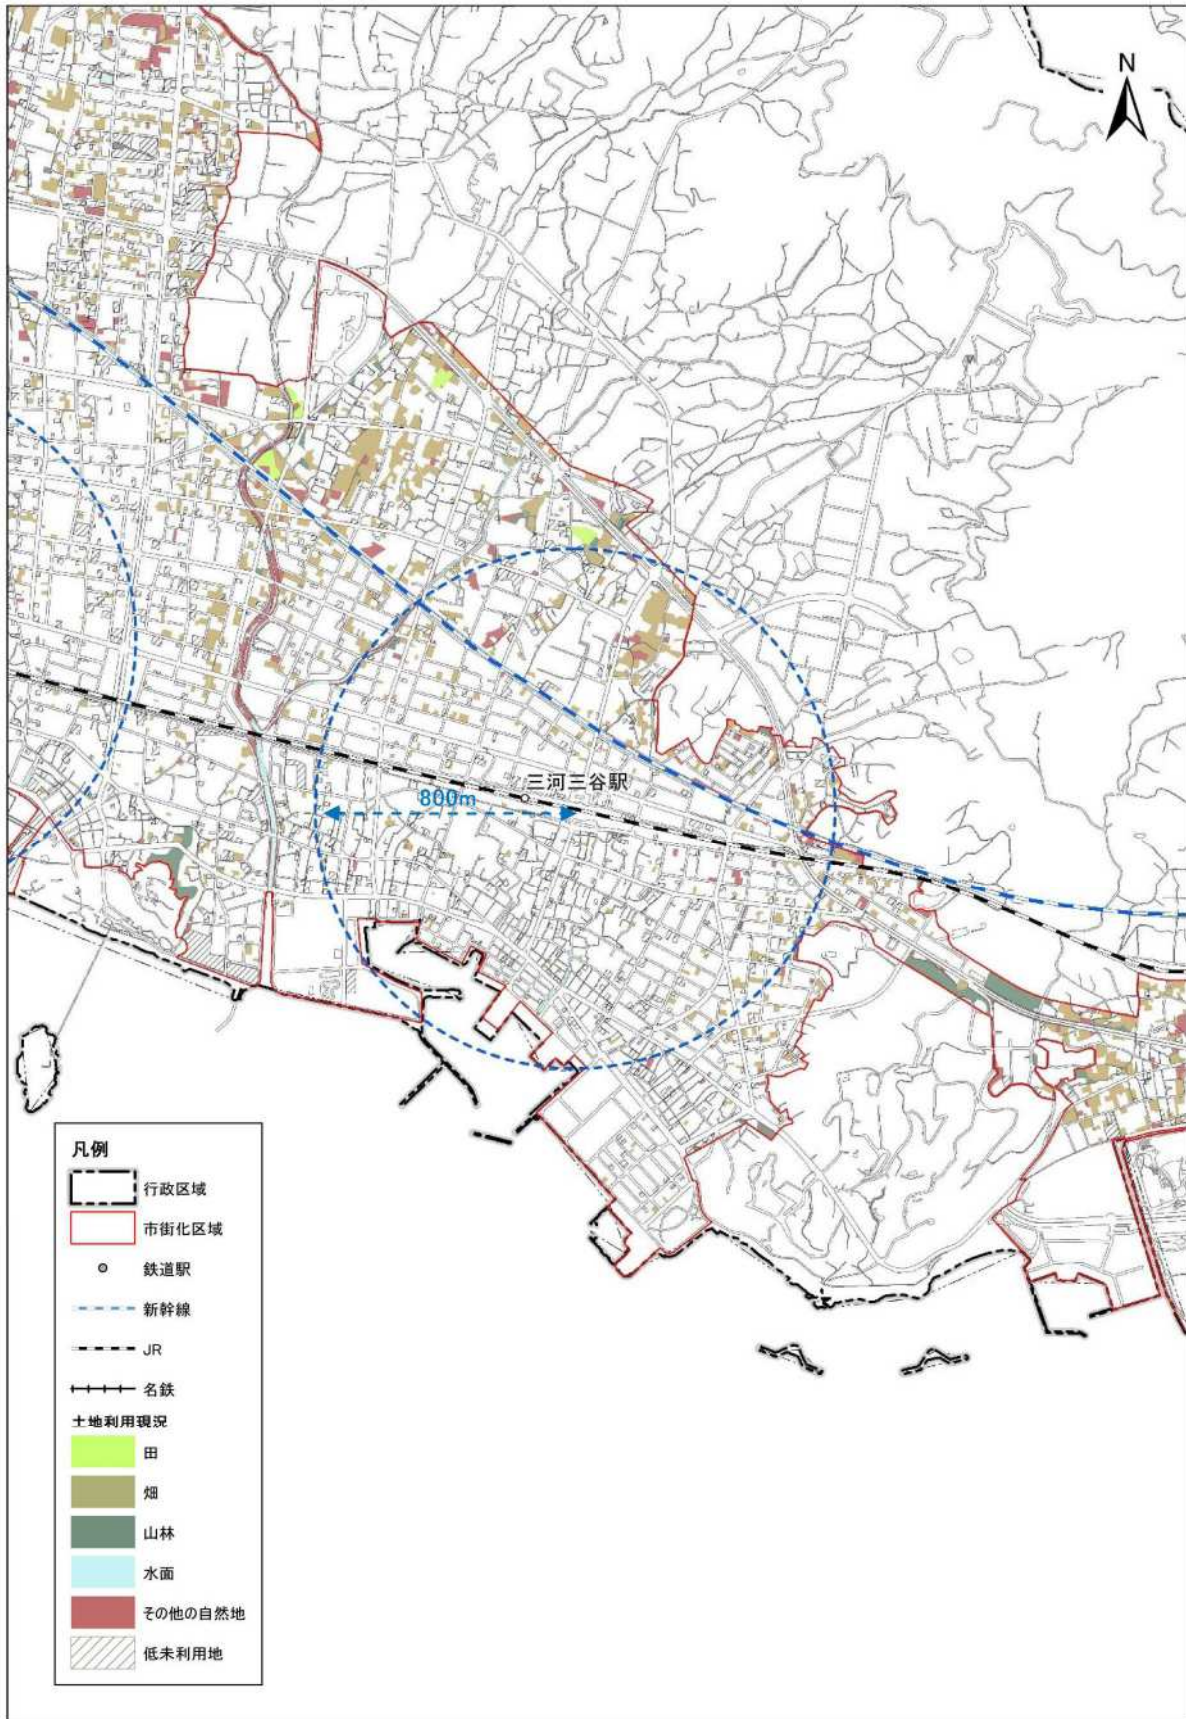 N
三河三谷駅
800m
凡例
行政区域
市街化区域
鉄道駅
新幹線
JR
名鉄
土地利用現況
田
畑
山林
水面
その他の自然地
低未利用地